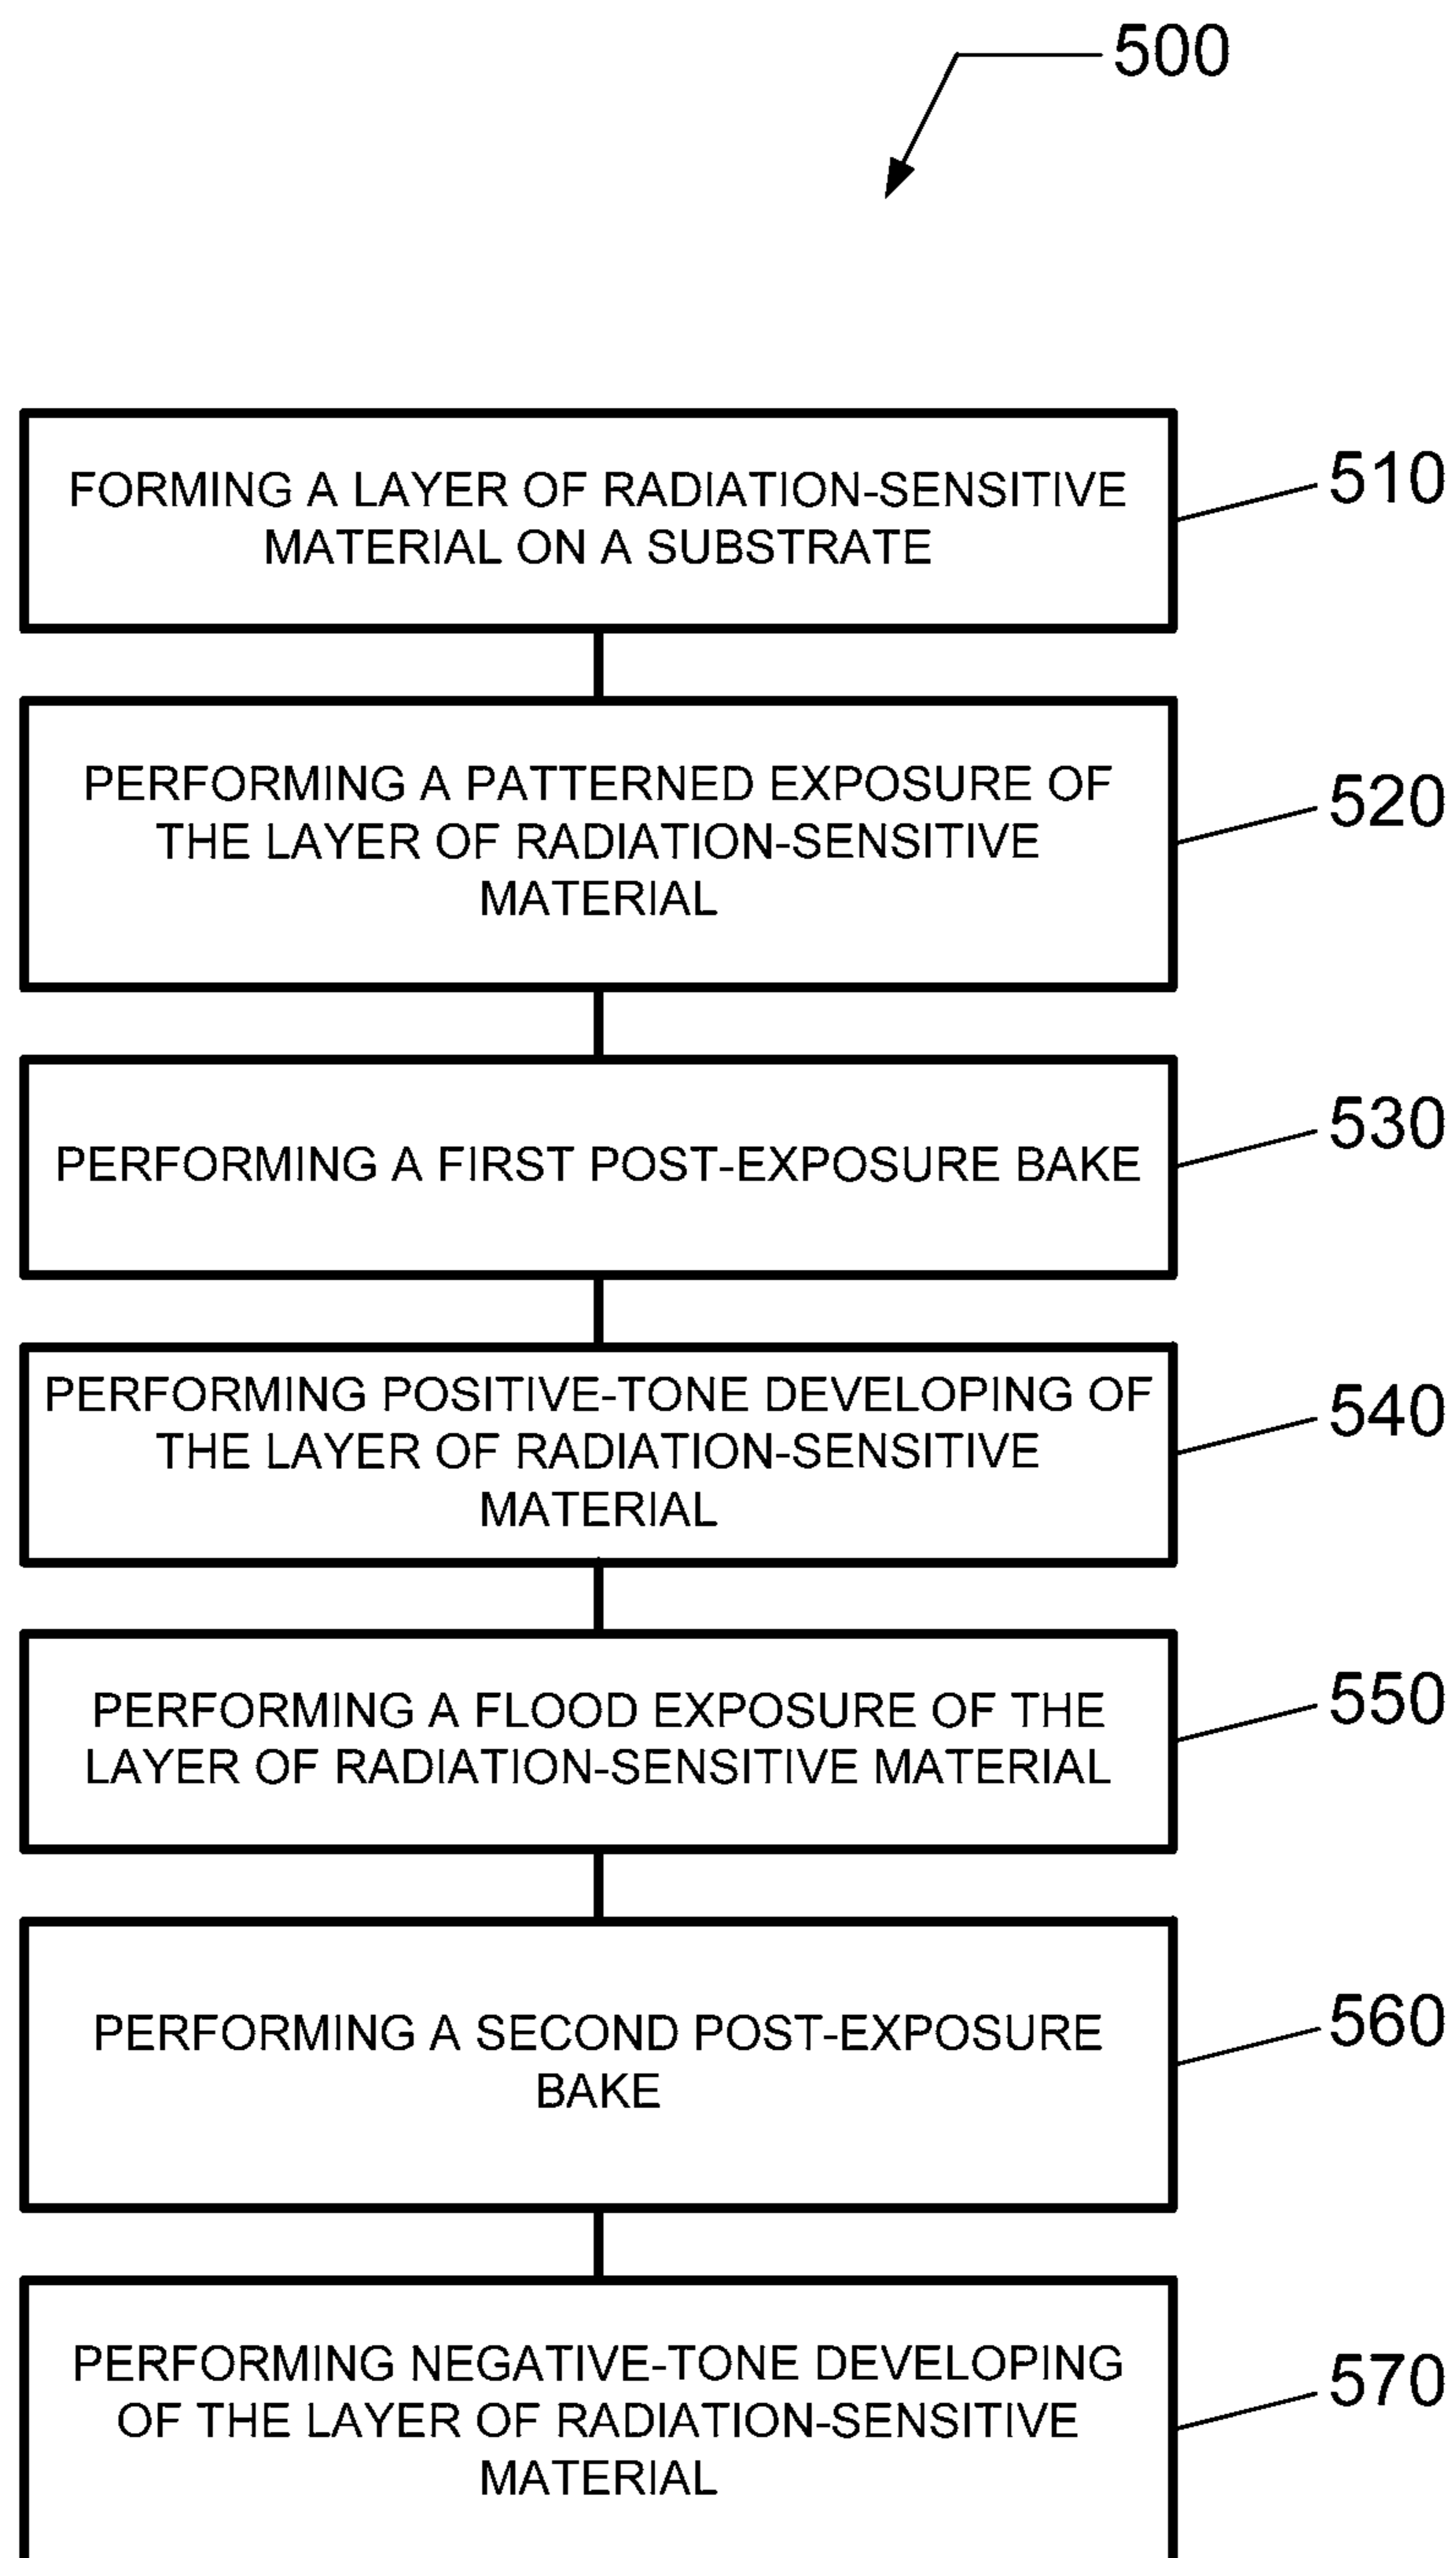 500
FORMING A LAYER OF RADIATION-SENSITIVE
MATERIAL ON A SUBSTRATE
510
PERFORMING A PATTERNED EXPOSURE OF
THE LAYER OF RADIATION-SENSITIVE
MATERIAL
520
PERFORMING A FIRST POST-EXPOSURE BAKE
530
PERFORMING POSITIVE-TONE DEVELOPING OF
THE LAYER OF RADIATION-SENSITIVE
MATERIAL
540
PERFORMING A FLOOD EXPOSURE OF THE
LAYER OF RADIATION-SENSITIVE MATERIAL
550
PERFORMING A SECOND POST-EXPOSURE
BAKE
560
PERFORMING NEGATIVE-TONE DEVELOPING
OF THE LAYER OF RADIATION-SENSITIVE
MATERIAL
570